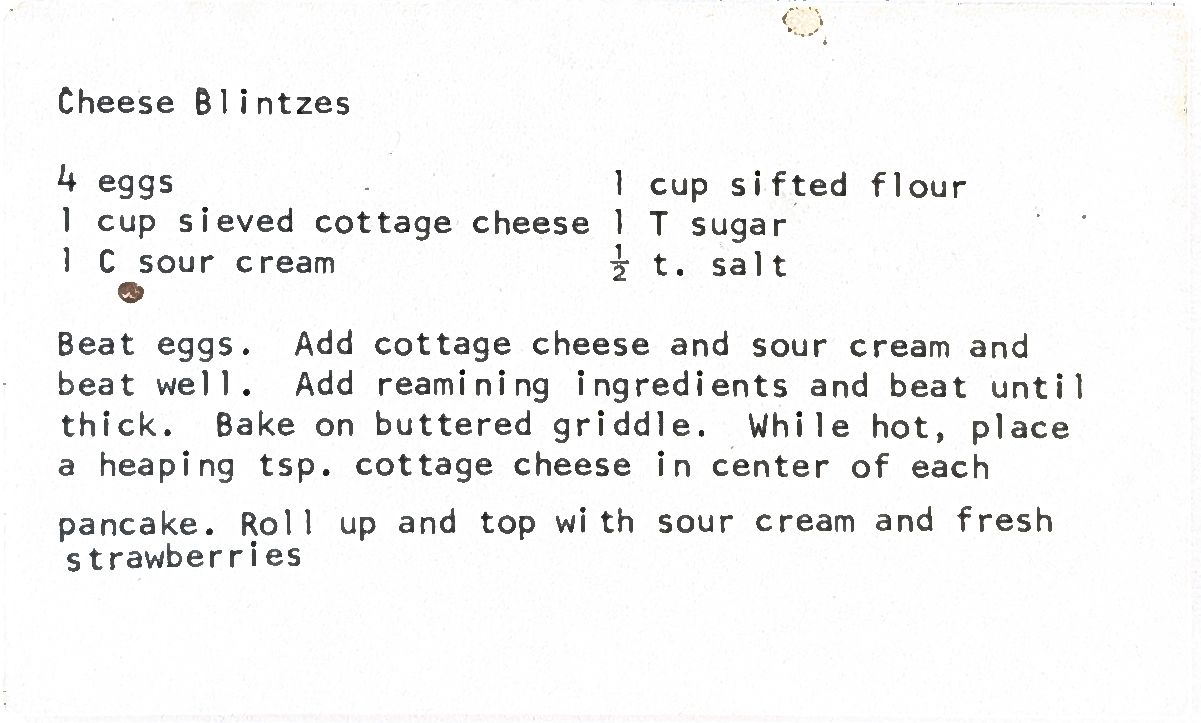 Cheese Blintzes
4 eggs 1 cup sifted flour
1 cup sieved cottage cheese 1 T sugar
1 C sour cream ½ t. salt
Beat eggs. Add cottage cheese and sour cream and
beat well. Add reamining ingredients and beat until
thick. Bake on buttered griddle. While hot, place
a heaping tsp. cottage cheese in center of each
pancake. Roll up and top with sour cream and fresh
strawberries